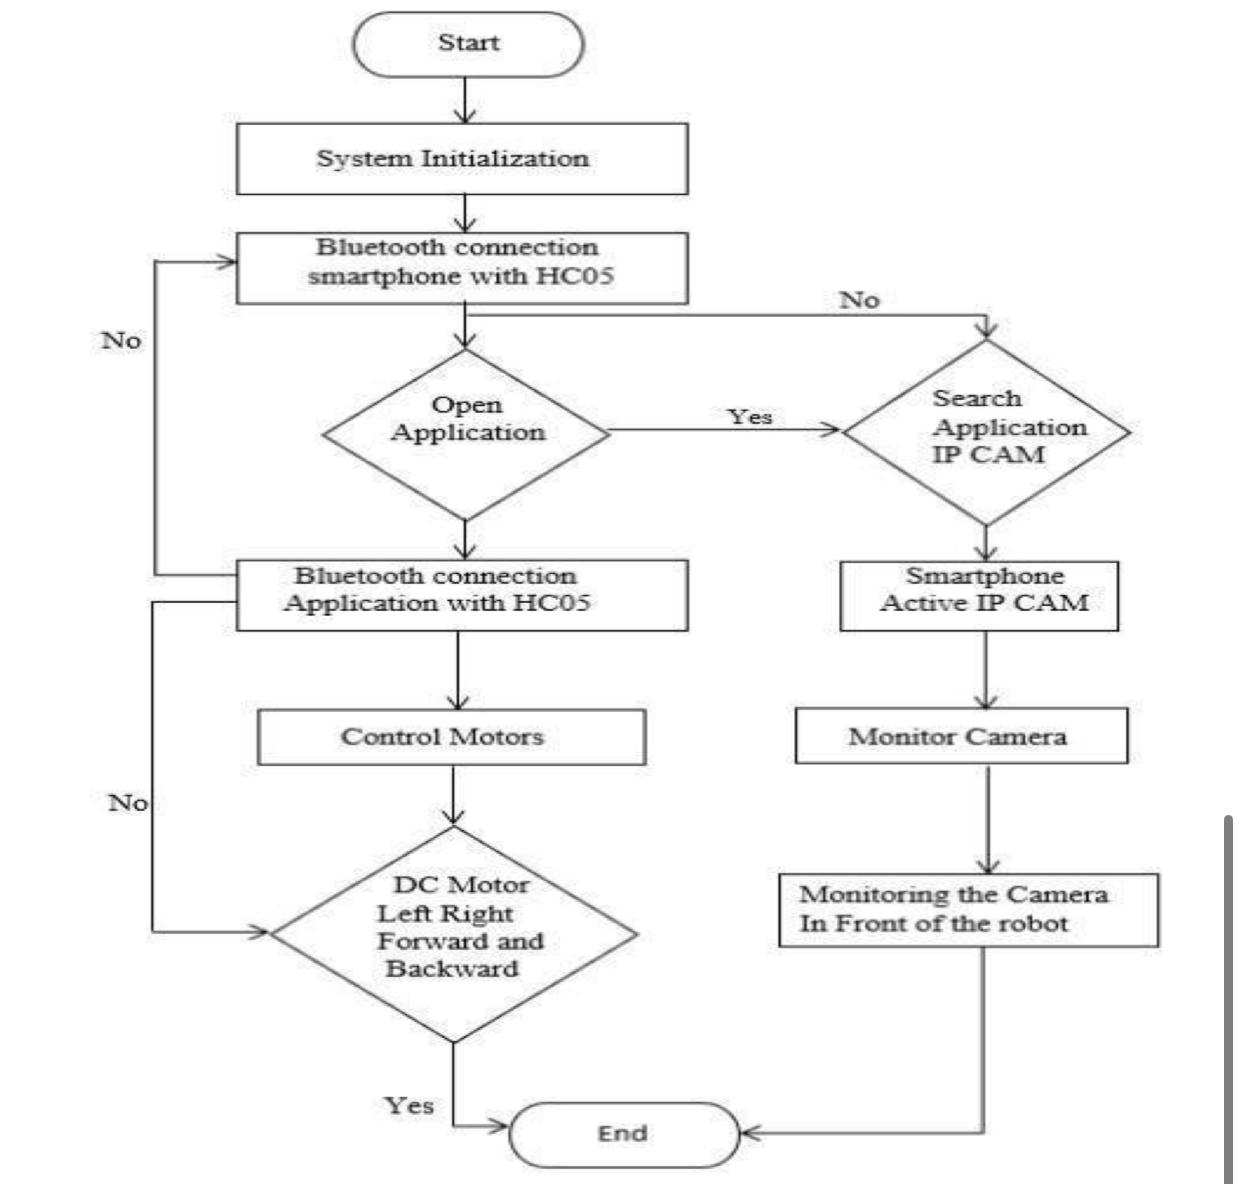 Start
System Initialization
Bluetooth connection
smartphone with HC05
No
No
Open
Application
Yes
Search
Application
IP CAM
Bluetooth connection
Application with HC05
Smartphone
Active IP CAM
Control Motors
Monitor Camera
No
DC Motor
Left Right
Forward and
Backward
Monitoring the Camera
In Front of the robot
Yes
End